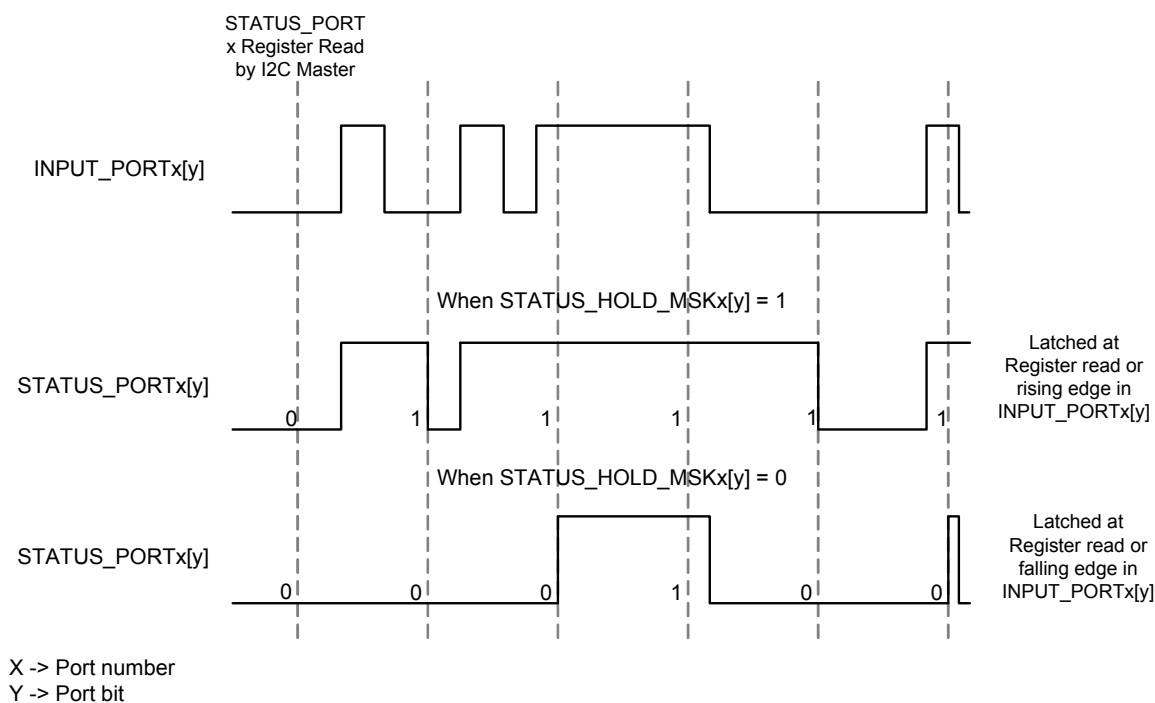 STATUS_PORT
x Register Read
by I2C Master
INPUT_PORTx[y]
When STATUS_HOLD_MSKx[y] = 1
STATUS_PORTx[y]
0 1 1 1 1 1
Latched at
Register read or
rising edge in
INPUT_PORTx[y]
When STATUS_HOLD_MSKx[y] = 0
STATUS_PORTx[y]
0 0 0 1 0 0
Latched at
Register read or
falling edge in
INPUT_PORTx[y]
X -> Port number
Y -> Port bit